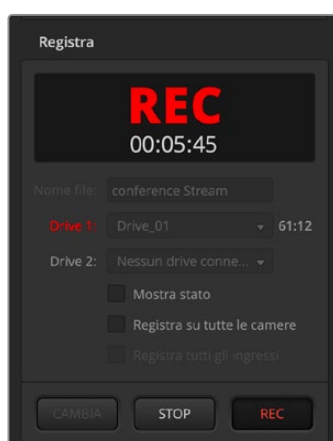 Registra
REC
00:05:45
Nome file: conference Stream
Drive 1: Drive_01 61:12
Drive 2: Nessun drive conne...
Mostra stato
Registra su tutte le camere
Registra tutti gli ingressi
CAMBIA STOP REC